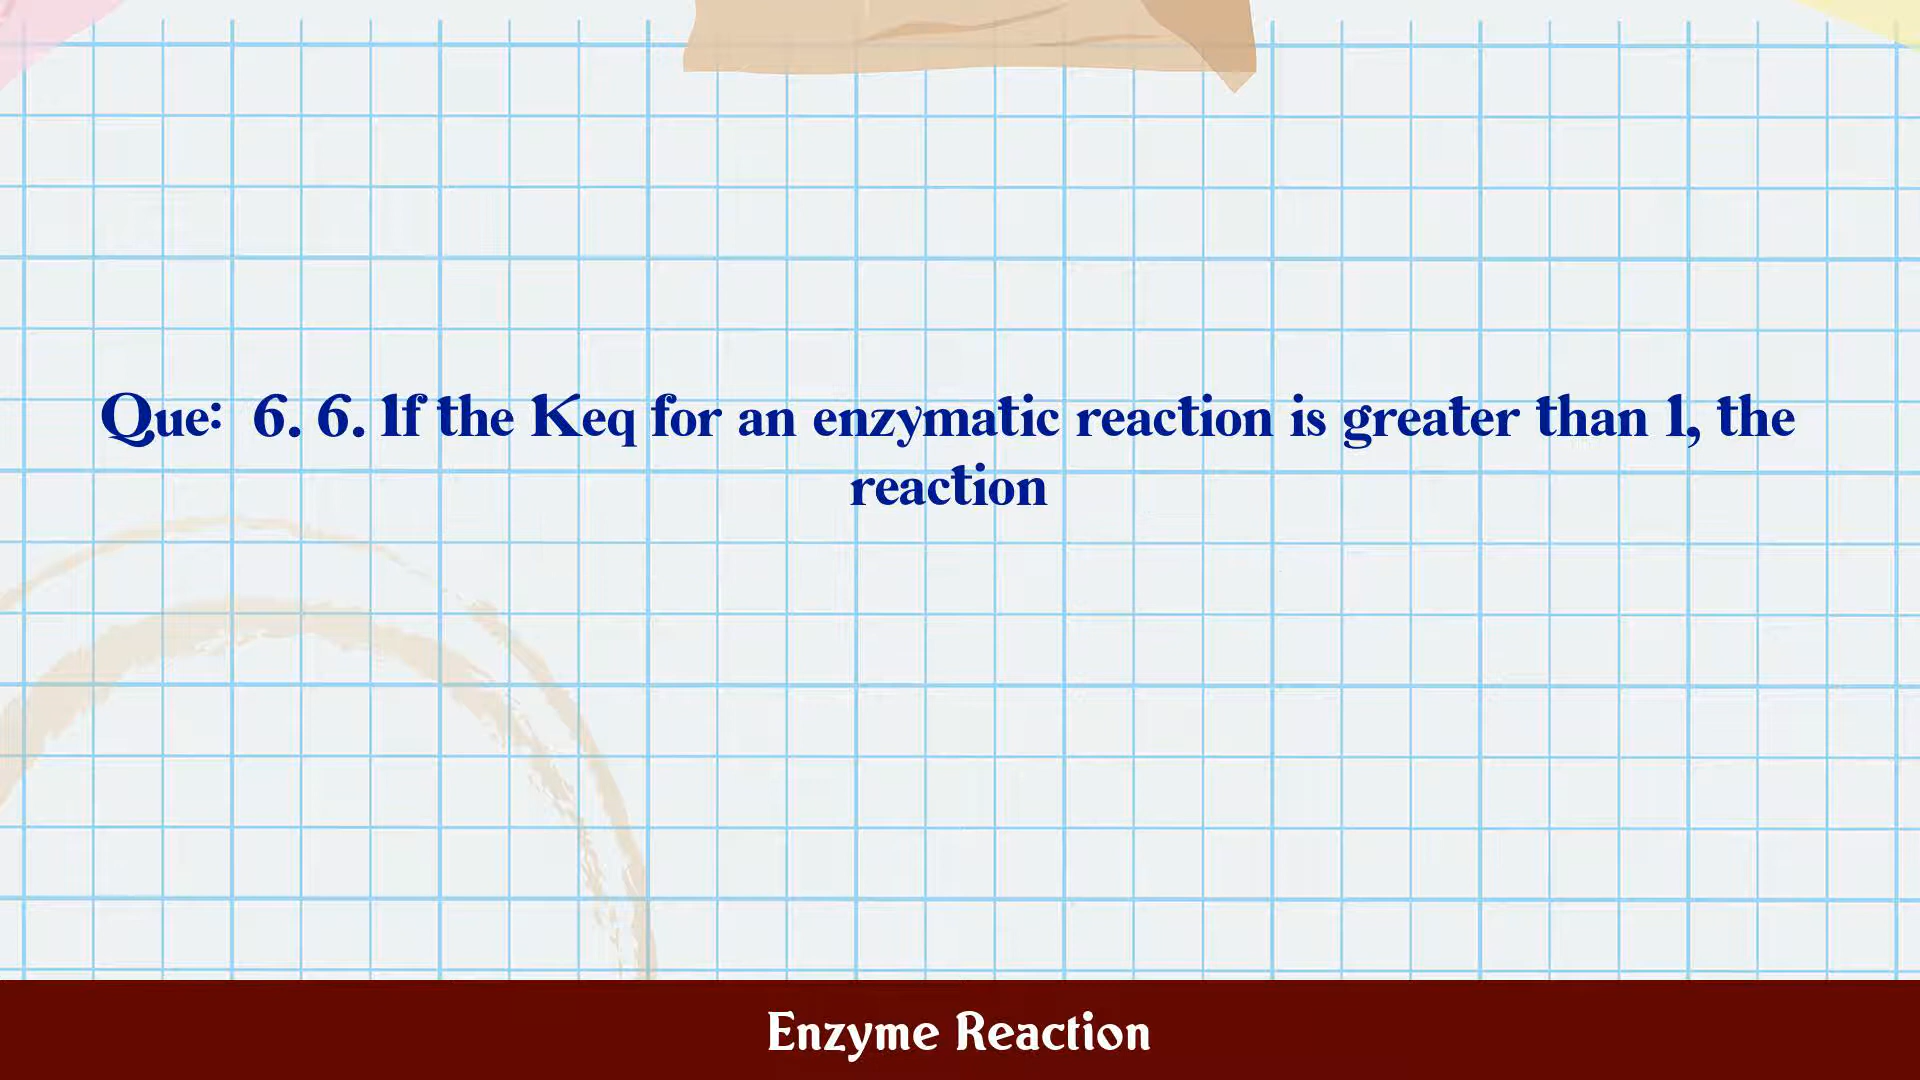 Que:  6. 6. If the Keq for an enzymatic reaction is greater than 1, the
reaction
Enzyme Reaction